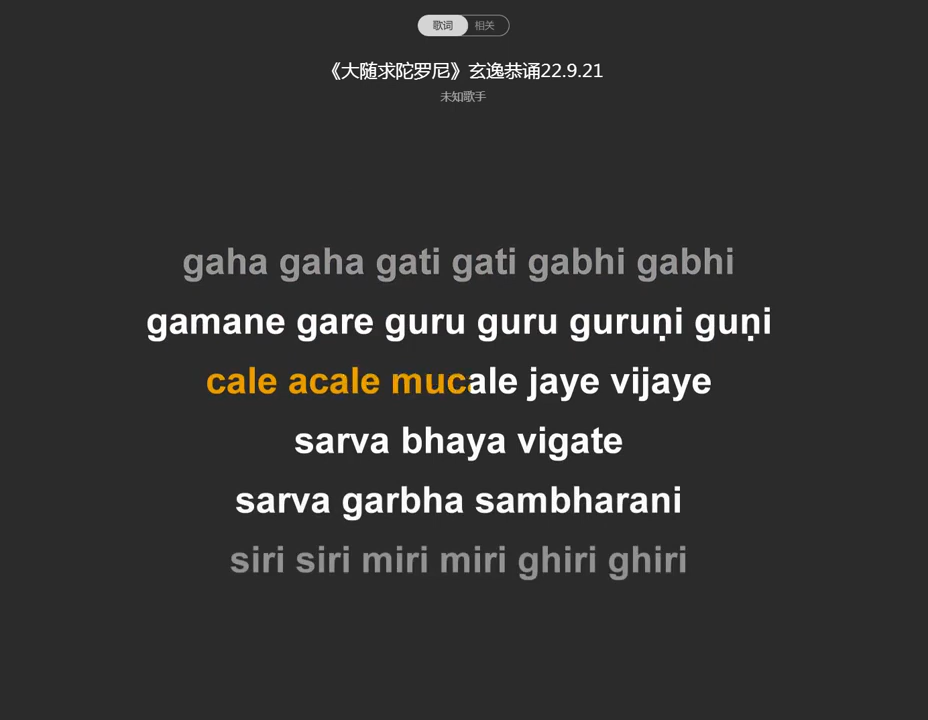 歌词 相关
《大随求陀罗尼》玄逸恭诵22.9.21
未知歌手
gaha gaha gati gati gabhi gabhi
gamane gare guru guru guruṇi guṇi
cale acale mucale jaye vijaye
sarva bhaya vigate
sarva garbha sambharani
siri siri miri miri ghiri ghiri